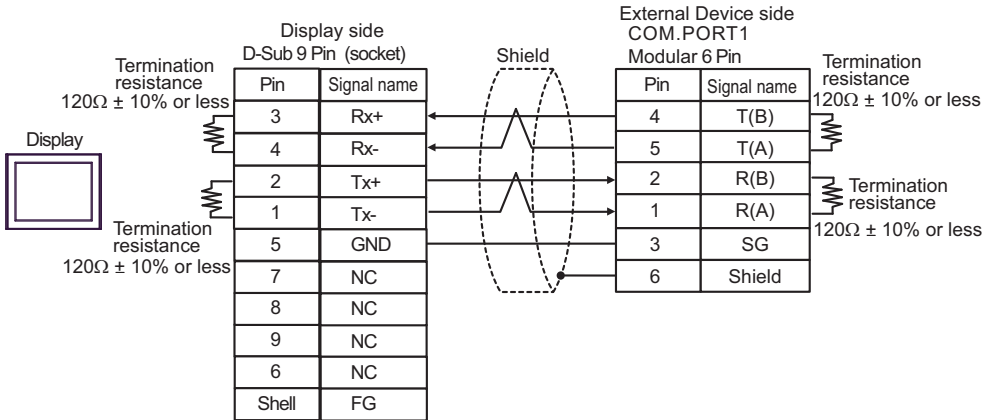 Display side
D-Sub 9 Pin (socket)
Shield
External Device side
COM.PORT1
Modular 6 Pin
Termination
resistance
120Ω ± 10% or less
Display
Termination
resistance
120Ω ± 10% or less
Pin Signal name
3 Rx+
4 Rx-
2 Tx+
1 Tx-
5 GND
7 NC
8 NC
9 NC
6 NC
Shell FG
Pin Signal name
4 T(B)
5 T(A)
2 R(B)
1 R(A)
3 SG
6 Shield
Termination
resistance
120Ω ± 10% or less
Termination
resistance
120Ω ± 10% or less